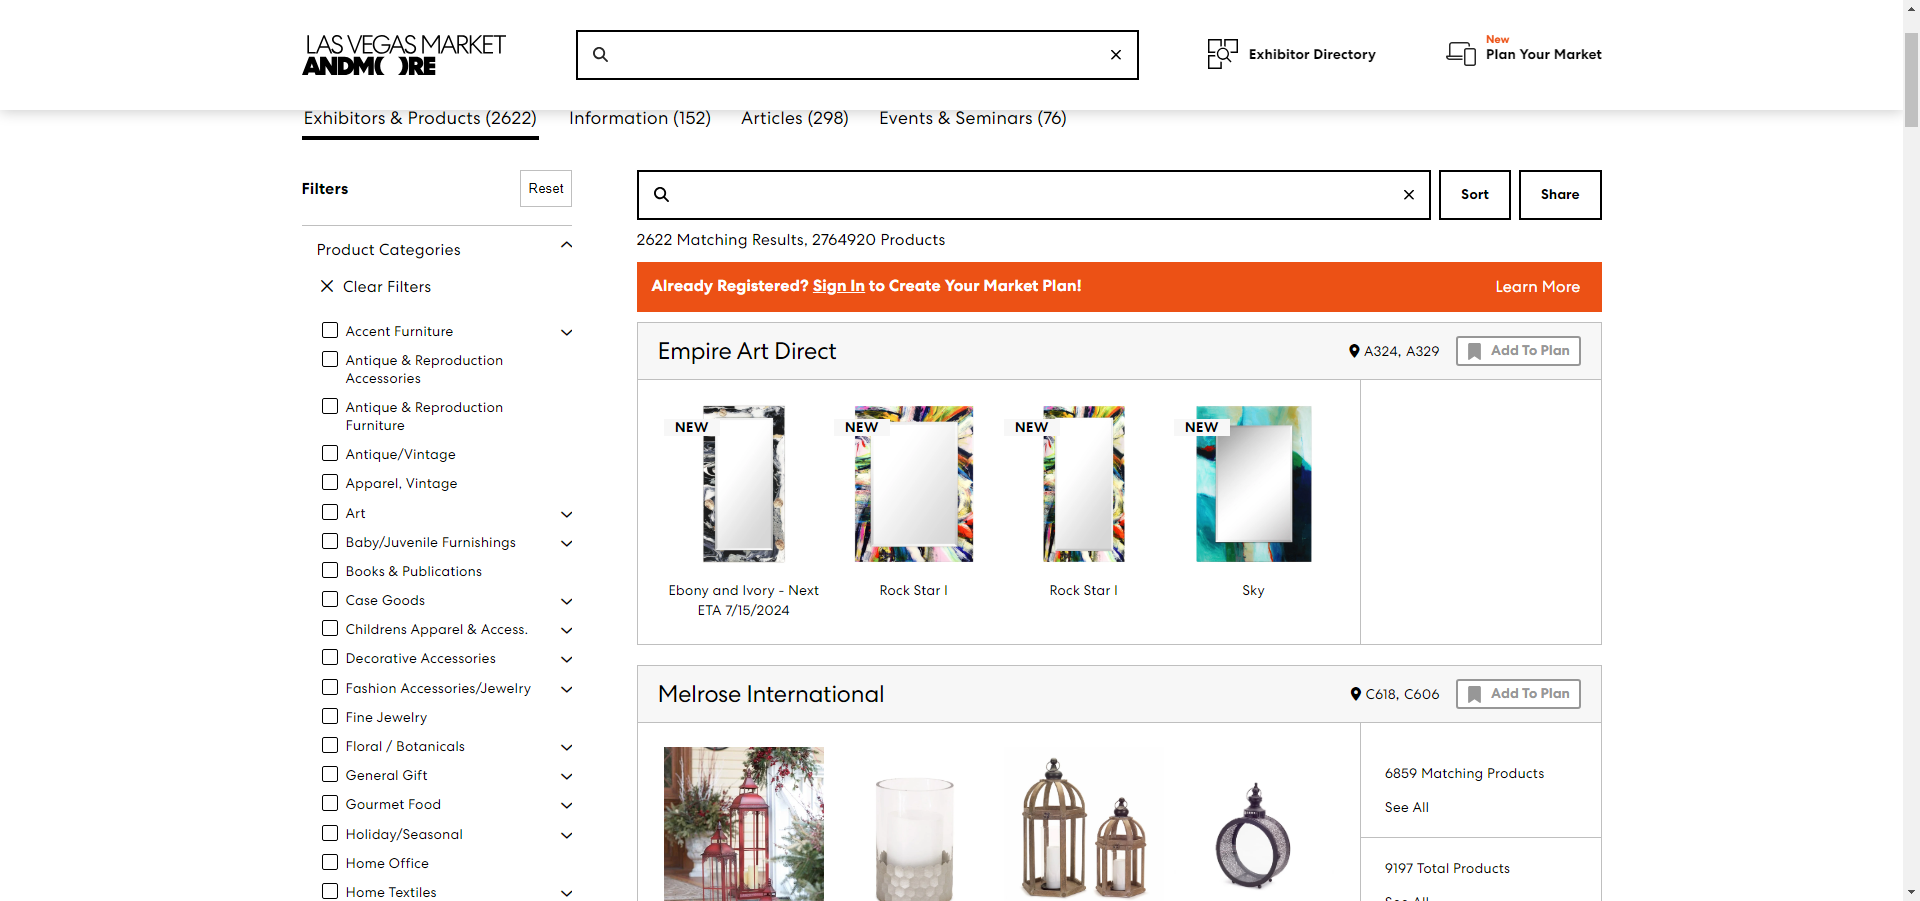 LAS VEGAS MARKET
ANDMORE
Exhibitor Directory
New
Plan Your Market
Exhibitors & Products (2622)
Information (152)
Articles (298)
Events & Seminars (76)
Filters
Reset
Product Categories
Clear Filters
Accent Furniture
Antique & Reproduction
Accessories
Antique & Reproduction
Furniture
Antique/Vintage
Apparel, Vintage
Art
Baby/Juvenile Furnishings
Books & Publications
Case Goods
Childrens Apparel & Access.
Decorative Accessories
Fashion Accessories/Jewelry
Fine Jewelry
Floral / Botanicals
General Gift
Gourmet Food
Holiday/Seasonal
Home Office
Home Textiles
Sort
Share
2622 Matching Results, 2764920 Products
Already Registered? Sign In to Create Your Market Plan!
Learn More
Empire Art Direct
A324, A329
Add To Plan
NEW
NEW
NEW
NEW
Ebony and Ivory - Next
ETA 7/15/2024
Rock Star I
Rock Star I
Sky
Melrose International
C618, C606
Add To Plan
6859 Matching Products
See All
9197 Total Products
See All